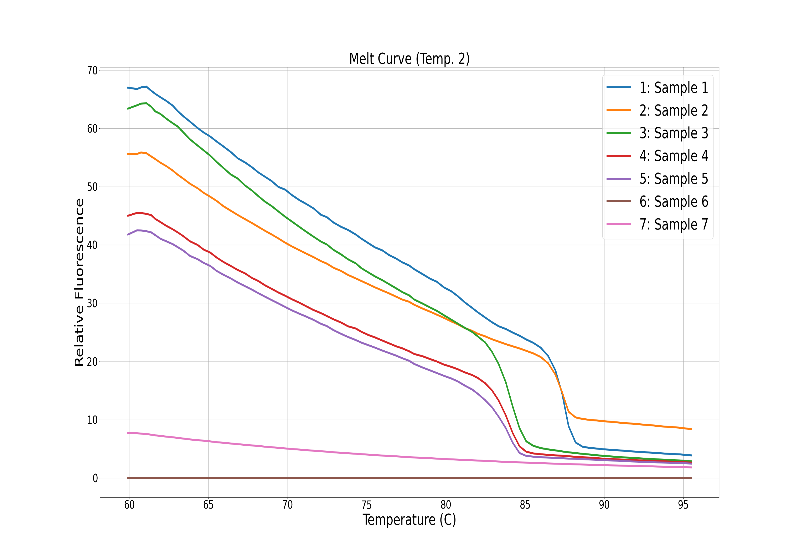 Melt Curve (Temp. 2)
Relative Fluorescence
70
60
50
40
30
20
10
0
1: Sample 1
2: Sample 2
3: Sample 3
4: Sample 4
5: Sample 5
6: Sample 6
7: Sample 7
60 65 70 75 80 85 90 95
Temperature (C)